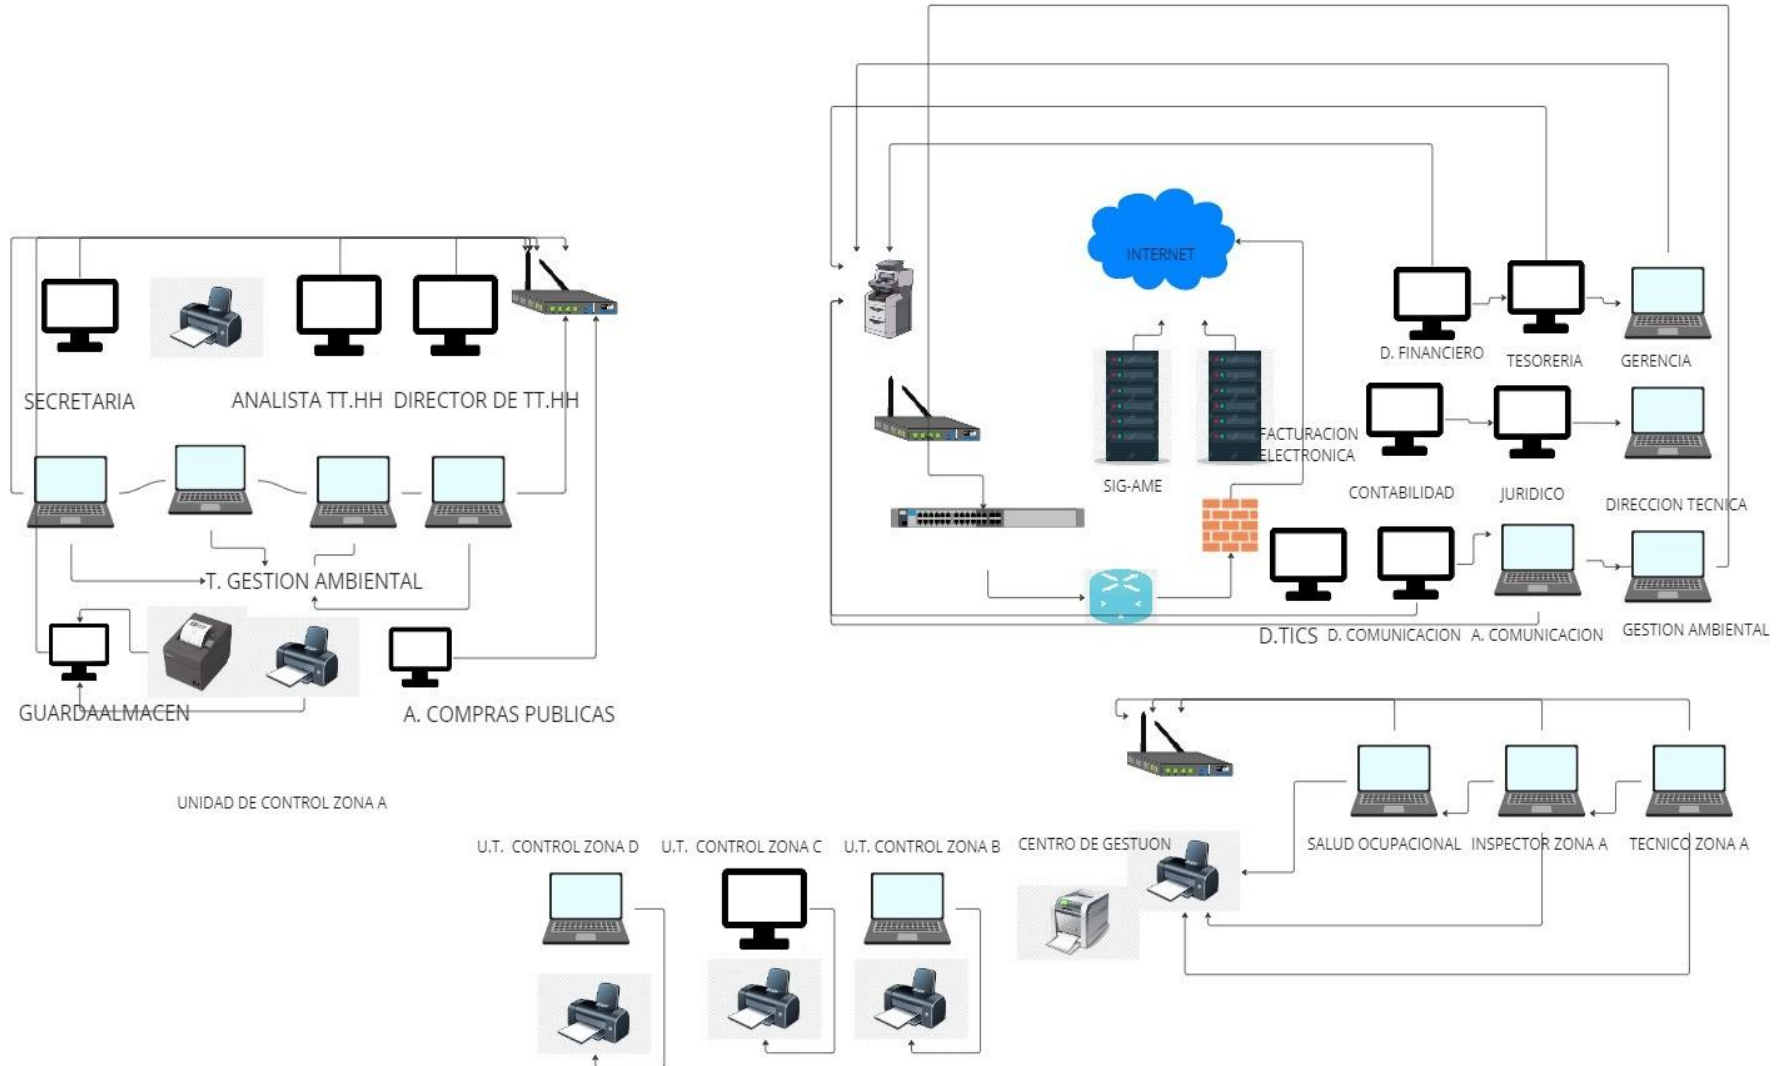 INTERNET
D. FINANCIERO
TESORERIA
GERENCIA
SECRETARIA
ANALISTA TT.HH
DIRECTOR DE TT.HH
FACTURACION
ELECTRONICA
SIG-AME
CONTABILIDAD
JURIDICO
DIRECCION TECNICA
T. GESTION AMBIENTAL
D.TICS
D. COMUNICACION
A. COMUNICACION
GESTION AMBIENTAL
GUARDAALMACEN
A. COMPRAS PUBLICAS
UNIDAD DE CONTROL ZONA A
U.T. CONTROL ZONA D
U.T. CONTROL ZONA C
U.T. CONTROL ZONA B
CENTRO DE GESTUON
SALUD OCUPACIONAL
INSPECTOR ZONA A
TECNICO ZONA A